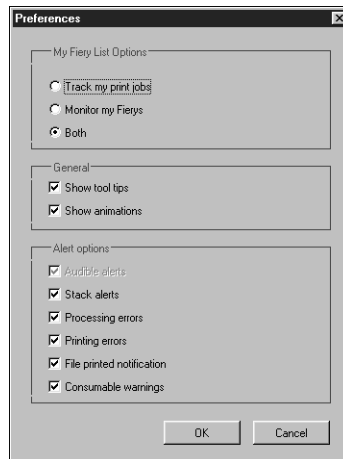 Preferences
My Fiery List Options
Track my print jobs
Monitor my Fierys
Both
General
Show tool tips
Show animations
Alert options
Audible alerts
Stack alerts
Processing errors
Printing errors
File printed notification
Consumable warnings
OK
Cancel